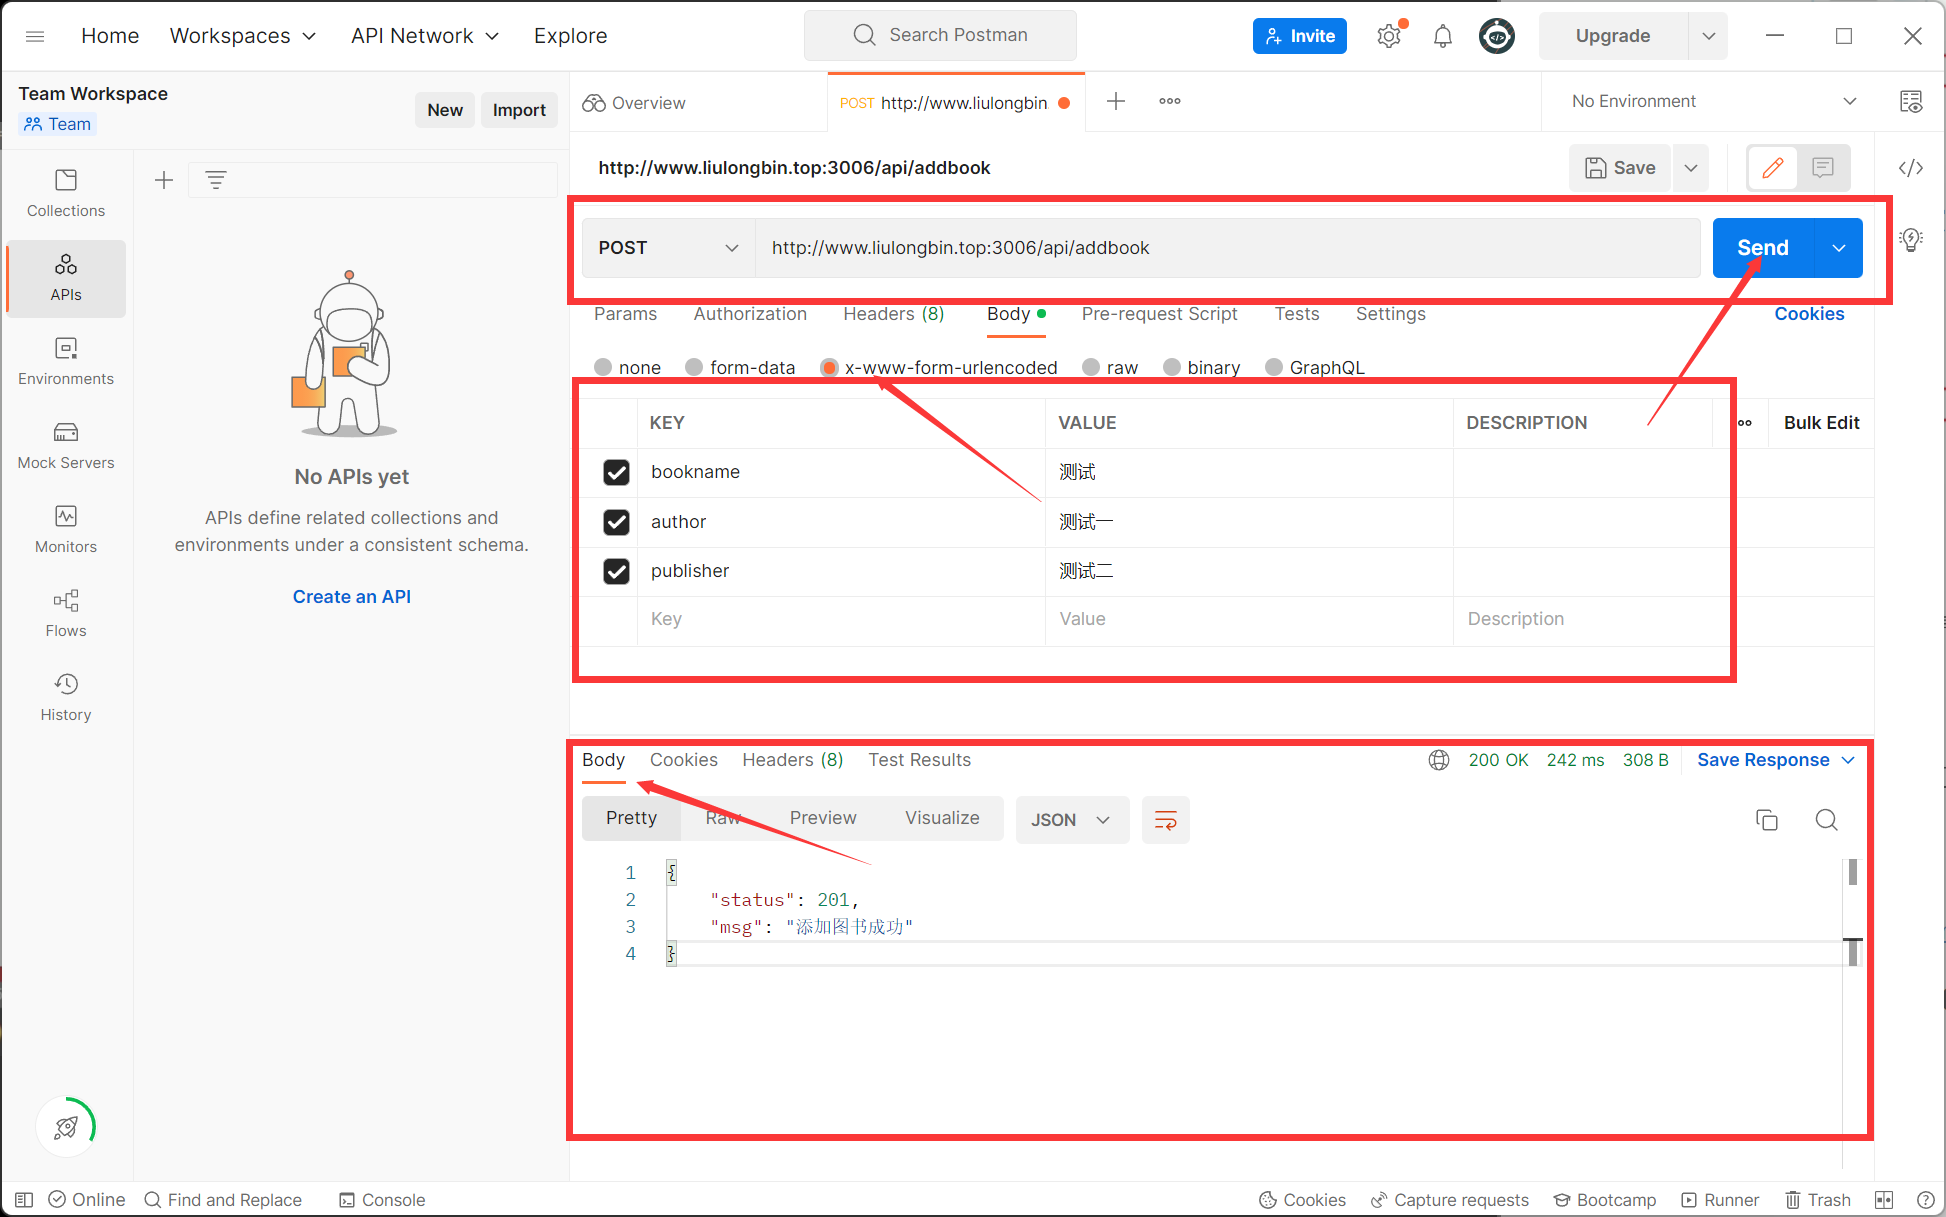 Home Workspaces API Network Explore Search Postman Invite Upgrade
Team Workspace
Team
New Import
Overview
POST http://www.liulongbin
No Environment
http://www.liulongbin.top:3006/api/addbook
Save
Collections
APIs
Environments
Mock Servers
Monitors
Flows
History
No APIs yet
APIs define related collections and
environments under a consistent schema.
Create an API
POST http://www.liulongbin.top:3006/api/addbook Send
Params Authorization Headers (8) Body Pre-request Script Tests Settings Cookies
none form-data x-www-form-urlencoded raw binary GraphQL
KEY VALUE DESCRIPTION Bulk Edit
bookname 测试
author 测试一
publisher 测试二
Key Value Description
Body Cookies Headers (8) Test Results 200 OK 242 ms 308 B Save Response
Pretty Raw Preview Visualize JSON
1 {
2 "status": 201,
3 "msg": "添加图书成功"
4 }
Online Find and Replace Console Cookies Capture requests Bootcamp Runner Trash